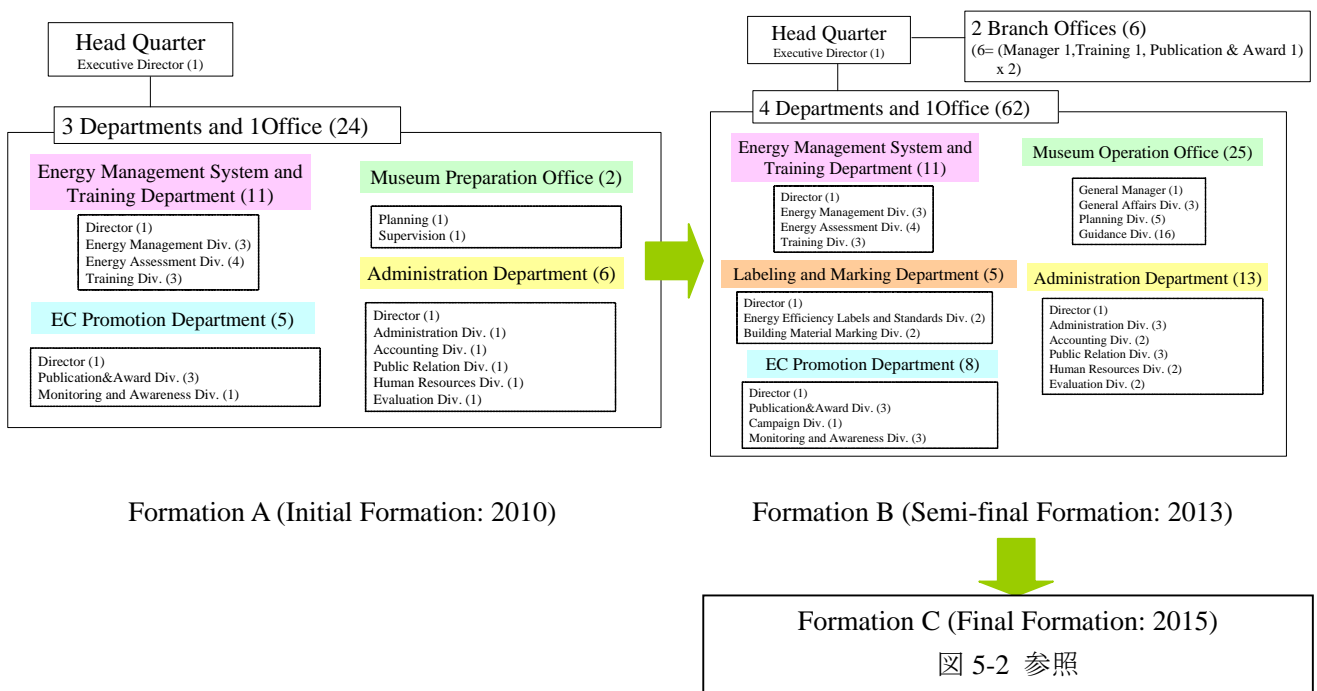 Head Quarter
Executive Director (1)
3 Departments and 1Office (24)
Energy Management System and
Training Department (11)
Director (1)
Energy Management Div. (3)
Energy Assessment Div. (4)
Training Div. (3)
EC Promotion Department (5)
Director (1)
Publication&Award Div. (3)
Monitoring and Awareness Div. (1)
Museum Preparation Office (2)
Planning (1)
Supervision (1)
Administration Department (6)
Director (1)
Administration Div. (1)
Accounting Div. (1)
Public Relation Div. (1)
Human Resources Div. (1)
Evaluation Div. (1)
Formation A (Initial Formation: 2010)
Head Quarter
Executive Director (1)
2 Branch Offices (6)
(6= (Manager 1,Training 1, Publication & Award 1)
x 2)
4 Departments and 1Office (62)
Energy Management System and
Training Department (11)
Director (1)
Energy Management Div. (3)
Energy Assessment Div. (4)
Training Div. (3)
Labeling and Marking Department (5)
Director (1)
Energy Efficiency Labels and Standards Div. (2)
Building Material Marking Div. (2)
EC Promotion Department (8)
Director (1)
Publication&Award Div. (3)
Campaign Div. (1)
Monitoring and Awareness Div. (3)
Museum Operation Office (25)
General Manager (1)
General Affairs Div. (3)
Planning Div. (5)
Guidance Div. (16)
Administration Department (13)
Director (1)
Administration Div. (3)
Accounting Div. (2)
Public Relation Div. (3)
Human Resources Div. (2)
Evaluation Div. (2)
Formation B (Semi-final Formation: 2013)
Formation C (Final Formation: 2015)
図 5-2 参照